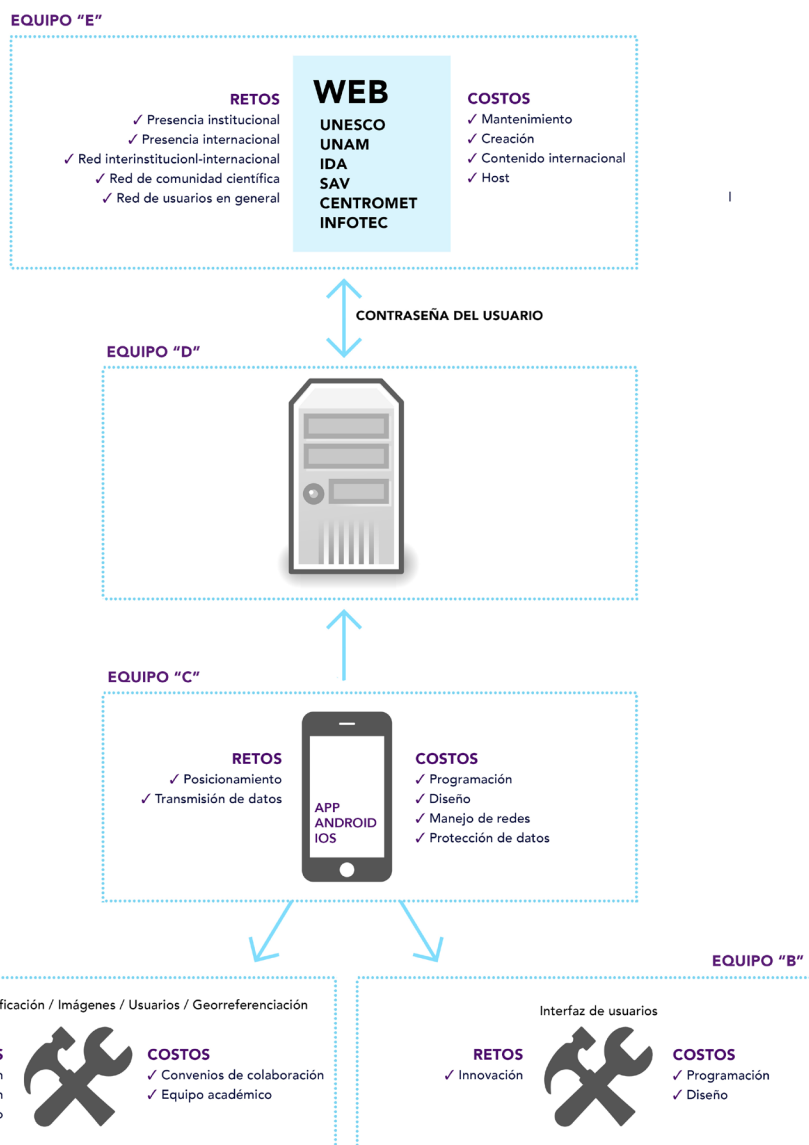 EQUIPO "E"
RETOS
✓ Presencia institucional
✓ Presencia internacional
✓ Red interinstitucionl-internacional
✓ Red de comunidad científica
✓ Red de usuarios en general
WEB
UNESCO
UNAM
IDA
SAV
CENTROMET
INFOTEC
COSTOS
✓ Mantenimiento
✓ Creación
✓ Contenido internacional
✓ Host
CONTRASEÑA DEL USUARIO
EQUIPO "D"
EQUIPO "C"
RETOS
✓ Posicionamiento
✓ Transmisión de datos
APP
ANDROID
IOS
COSTOS
✓ Programación
✓ Diseño
✓ Manejo de redes
✓ Protección de datos
/ Imágenes / Usuarios / Georreferenciación
COSTOS
✓ Convenios de colaboración
✓ Equipo académico
EQUIPO "B"
Interfaz de usuarios
RETOS
✓ Innovación
COSTOS
✓ Programación
✓ Diseño